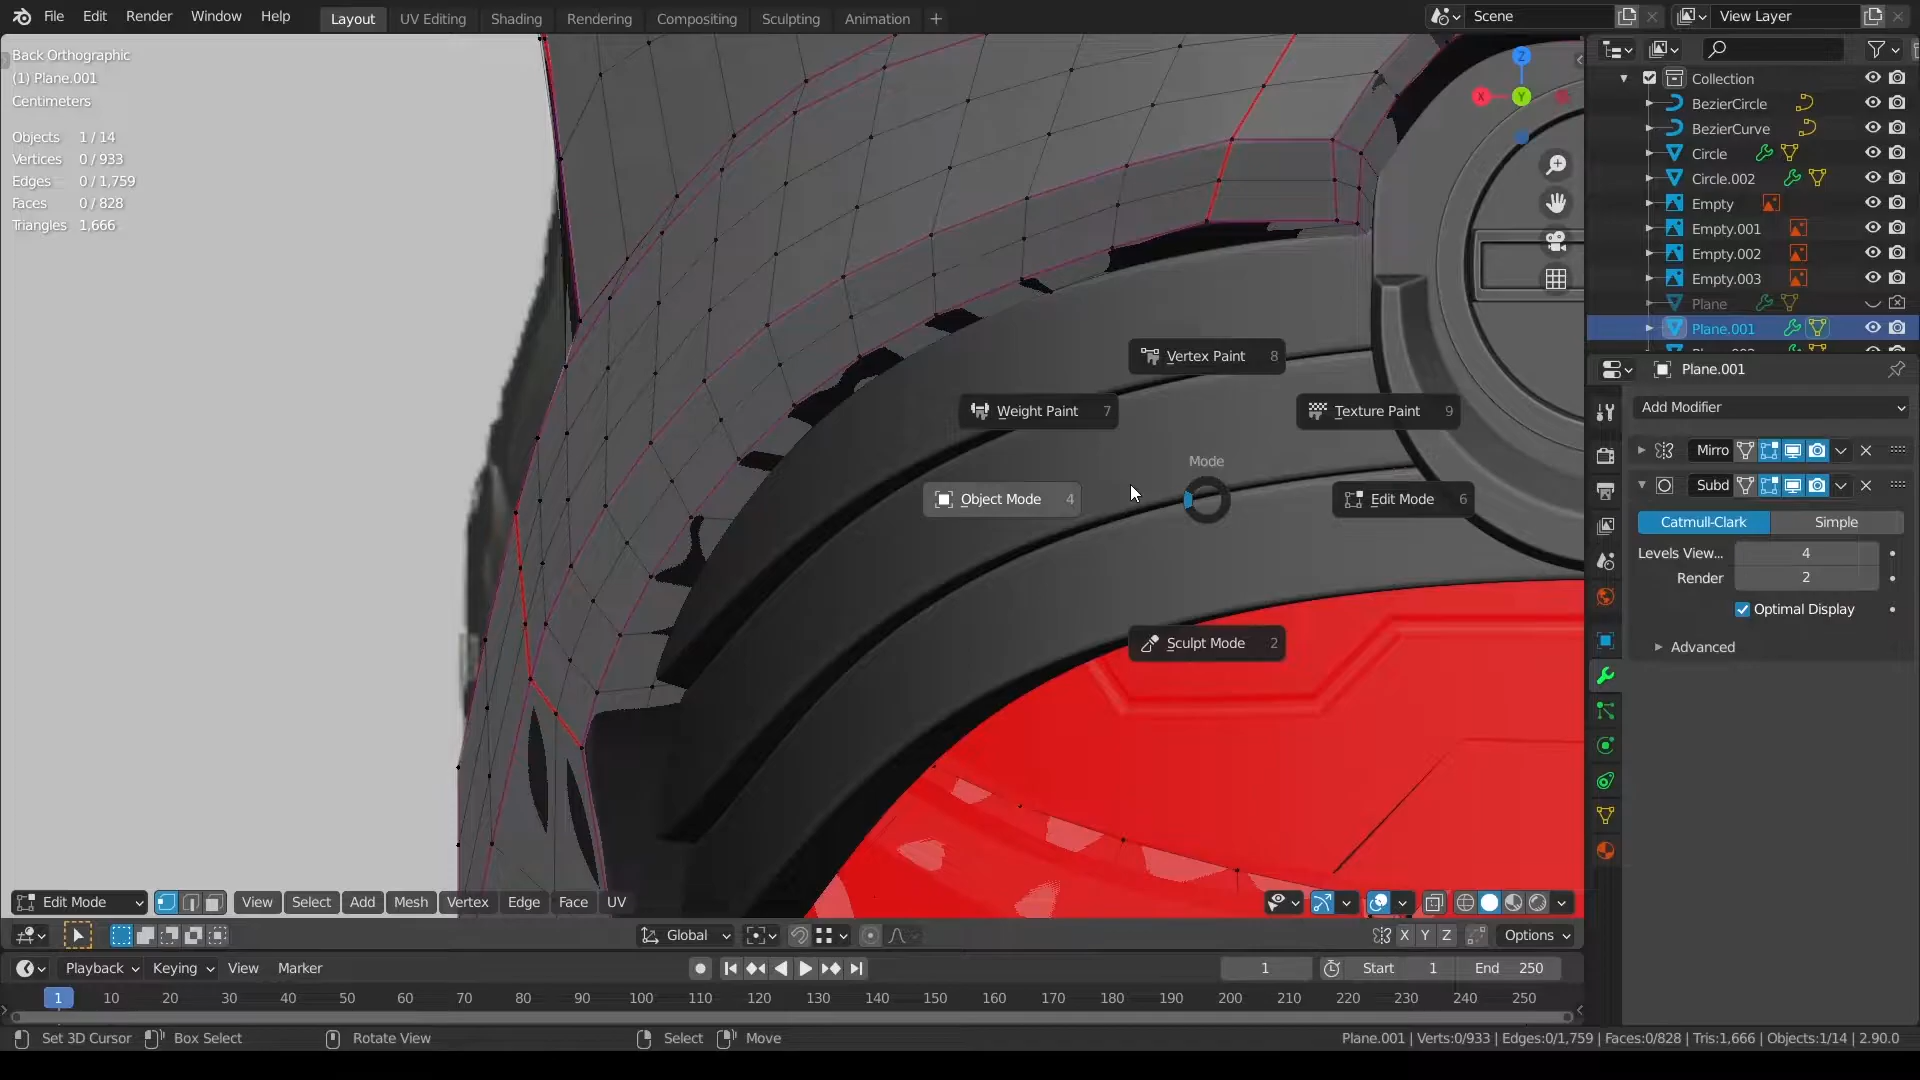 File Edit Render Window Help Layout UV Editing Shading Rendering Compositing Sculpting Animation + Scene View Layer
Back Orthographic
(1) Plane.001
Centimeters
Objects 1 / 14
Vertices 0 / 933
Edges 0 / 1,759
Faces 0 / 828
Triangles 1,666
Z
X Y
Vertex Paint 8
Weight Paint 7
Texture Paint 9
Mode
Object Mode 4
Edit Mode 6
Sculpt Mode 2
Collection
BezierCircle
BezierCurve
Circle
Circle.002
Empty
Empty.001
Empty.002
Empty.003
Plane
Plane.001
Plane.001
Add Modifier
Mirro
Subd
Catmull-Clark Simple
Levels View... 4
Render 2
Optimal Display
Advanced
Edit Mode View Select Add Mesh Vertex Edge Face UV
Global X Y Z Options
Playback Keying View Marker 1 Start 1 End 250
1 10 20 30 40 50 60 70 80 90 100 110 120 130 140 150 160 170 180 190 200 210 220 230 240 250
Set 3D Cursor Box Select Rotate View Select Move Plane.001 | Verts:0/933 | Edges:0/1,759 | Faces:0/828 | Tris:1,666 | Objects:1/14 | 2.90.0